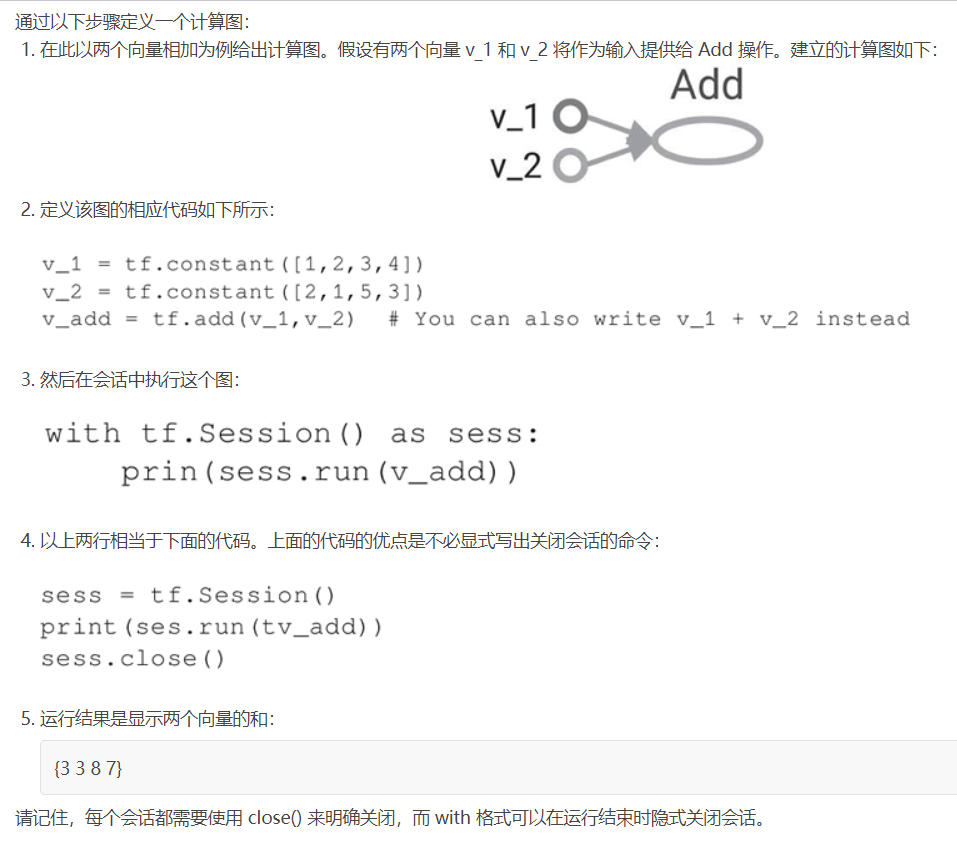 通过以下步骤定义一个计算图：
1. 在此以两个向量相加为例给出计算图。假设有两个向量 v_1 和 v_2 将作为输入提供给 Add 操作。建立的计算图如下：
Add
v_1
v_2
2. 定义该图的相应代码如下所示：
v_1 = tf.constant([1,2,3,4])
v_2 = tf.constant([2,1,5,3])
v_add = tf.add(v_1,v_2)  # You can also write v_1 + v_2 instead
3. 然后在会话中执行这个图：
with tf.Session() as sess:
    prin(sess.run(v_add))
4. 以上两行相当于下面的代码。上面的代码的优点是不必显式写出关闭会话的命令：
sess = tf.Session()
print(ses.run(tv_add))
sess.close()
5. 运行结果是显示两个向量的和：
{3 3 8 7}
请记住，每个会话都需要使用 close() 来明确关闭，而 with 格式可以在运行结束时隐式关闭会话。